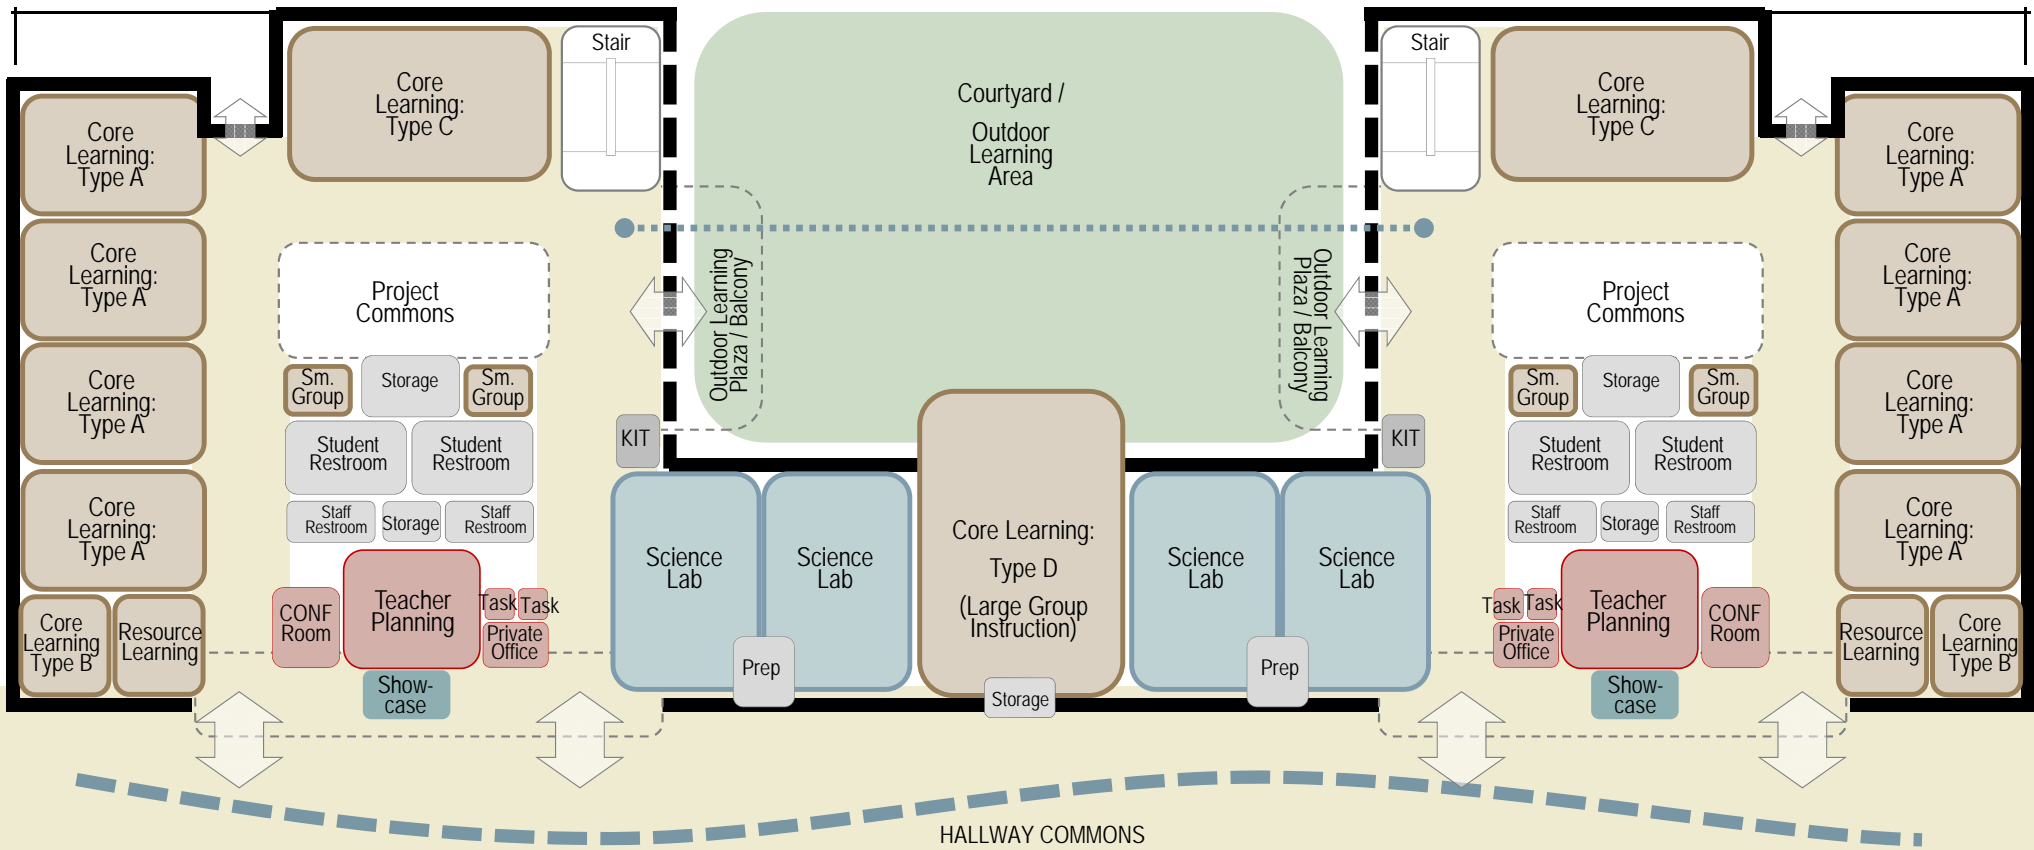 Stair
Core
Learning:
Type C
Courtyard /
Outdoor
Learning
Area
Stair
Core
Learning:
Type C
Core
Learning:
Type A
Core
Learning:
Type A
Core
Learning:
Type A
Core
Learning:
Type A
Core
Learning
Type B
Resource
Learning
Project
Commons
Sm.
Group
Storage
Sm.
Group
Student
Restroom
Student
Restroom
Staff
Restroom
Storage
Staff
Restroom
CONF
Room
Teacher
Planning
Task
Task
Private
Office
Show-
case
Outdoor Learning
Plaza / Balcony
KIT
Science
Lab
Science
Lab
Prep
Core Learning:
Type D
(Large Group
Instruction)
Storage
Science
Lab
Science
Lab
Prep
Outdoor Learning
Plaza / Balcony
KIT
Project
Commons
Sm.
Group
Storage
Sm.
Group
Student
Restroom
Student
Restroom
Staff
Restroom
Storage
Staff
Restroom
Task
Task
Private
Office
Teacher
Planning
CONF
Room
Show-
case
Core
Learning:
Type A
Core
Learning:
Type A
Core
Learning:
Type A
Core
Learning:
Type A
Resource
Learning
Core
Learning
Type B
HALLWAY COMMONS